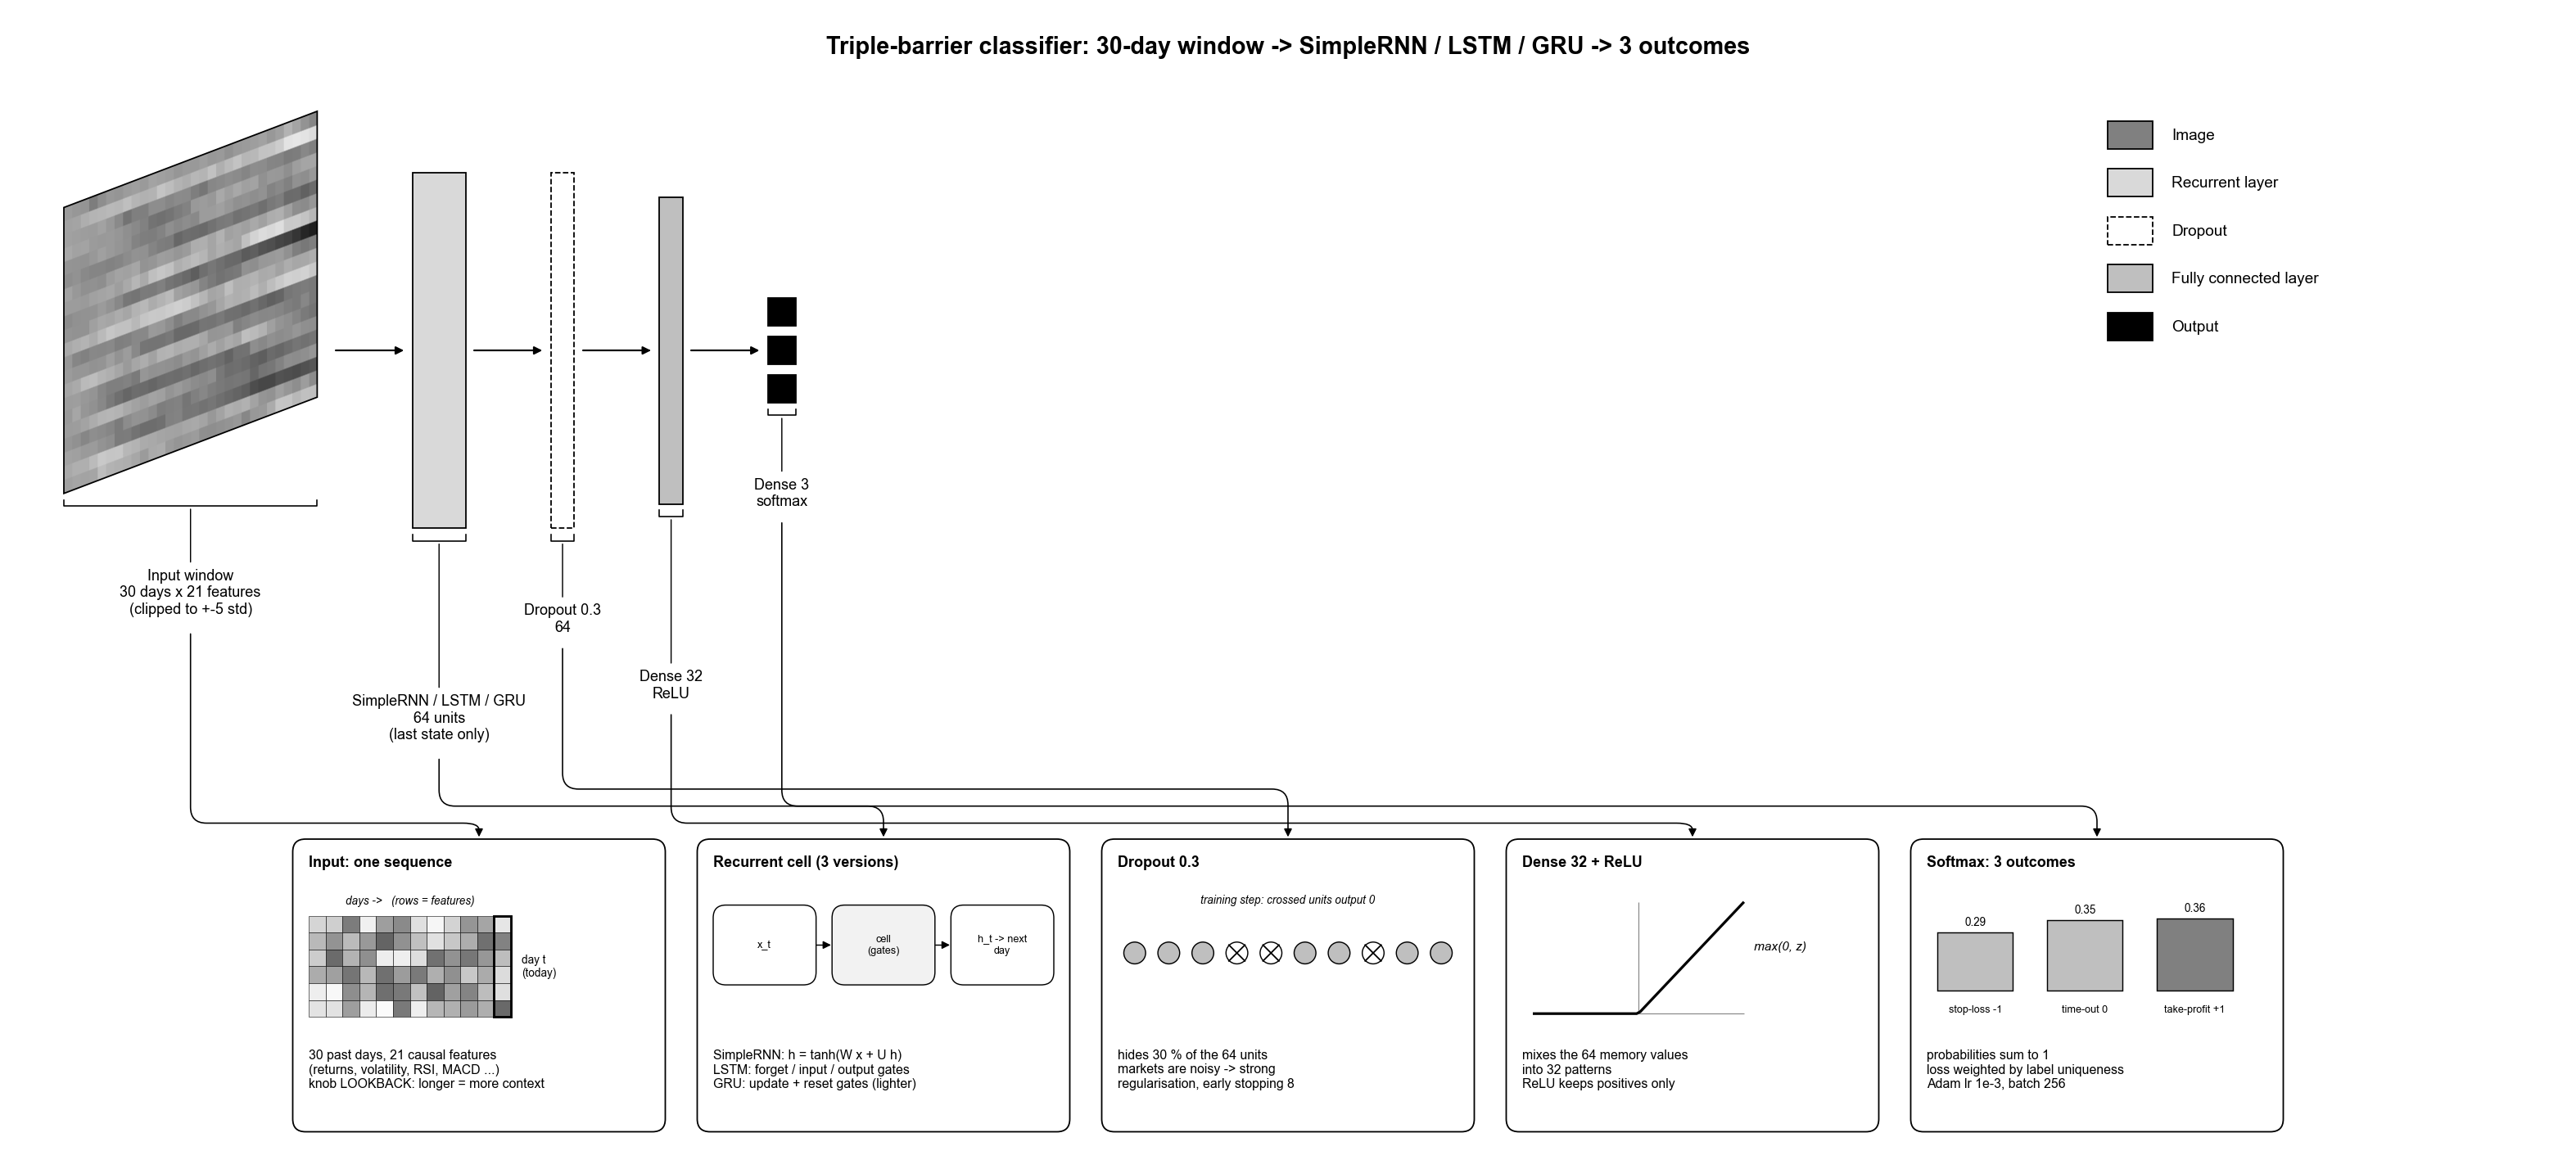 Triple-barrier classifier: 30-day window -> SimpleRNN / LSTM / GRU -> 3 outcomes
Image
Recurrent layer
Dropout
Fully connected layer
Output
Dense 3
softmax
Input window
30 days x 21 features
(clipped to +-5 std)
Dropout 0.3
64
Dense 32
ReLU
SimpleRNN / LSTM / GRU
64 units
(last state only)
Input: one sequence
days -> (rows = features)
day t
(today)
30 past days, 21 causal features
(returns, volatility, RSI, MACD ...)
knob LOOKBACK: longer = more context
Recurrent cell (3 versions)
x_t
cell
(gates)
h_t -> next
day
SimpleRNN: h = tanh(W x + U h)
LSTM: forget / input / output gates
GRU: update + reset gates (lighter)
Dropout 0.3
training step: crossed units output 0
hides 30 % of the 64 units
markets are noisy -> strong
regularisation, early stopping 8
Dense 32 + ReLU
max(0, z)
mixes the 64 memory values
into 32 patterns
ReLU keeps positives only
Softmax: 3 outcomes
0.29
0.35
0.36
stop-loss -1
time-out 0
take-profit +1
probabilities sum to 1
loss weighted by label uniqueness
Adam lr 1e-3, batch 256